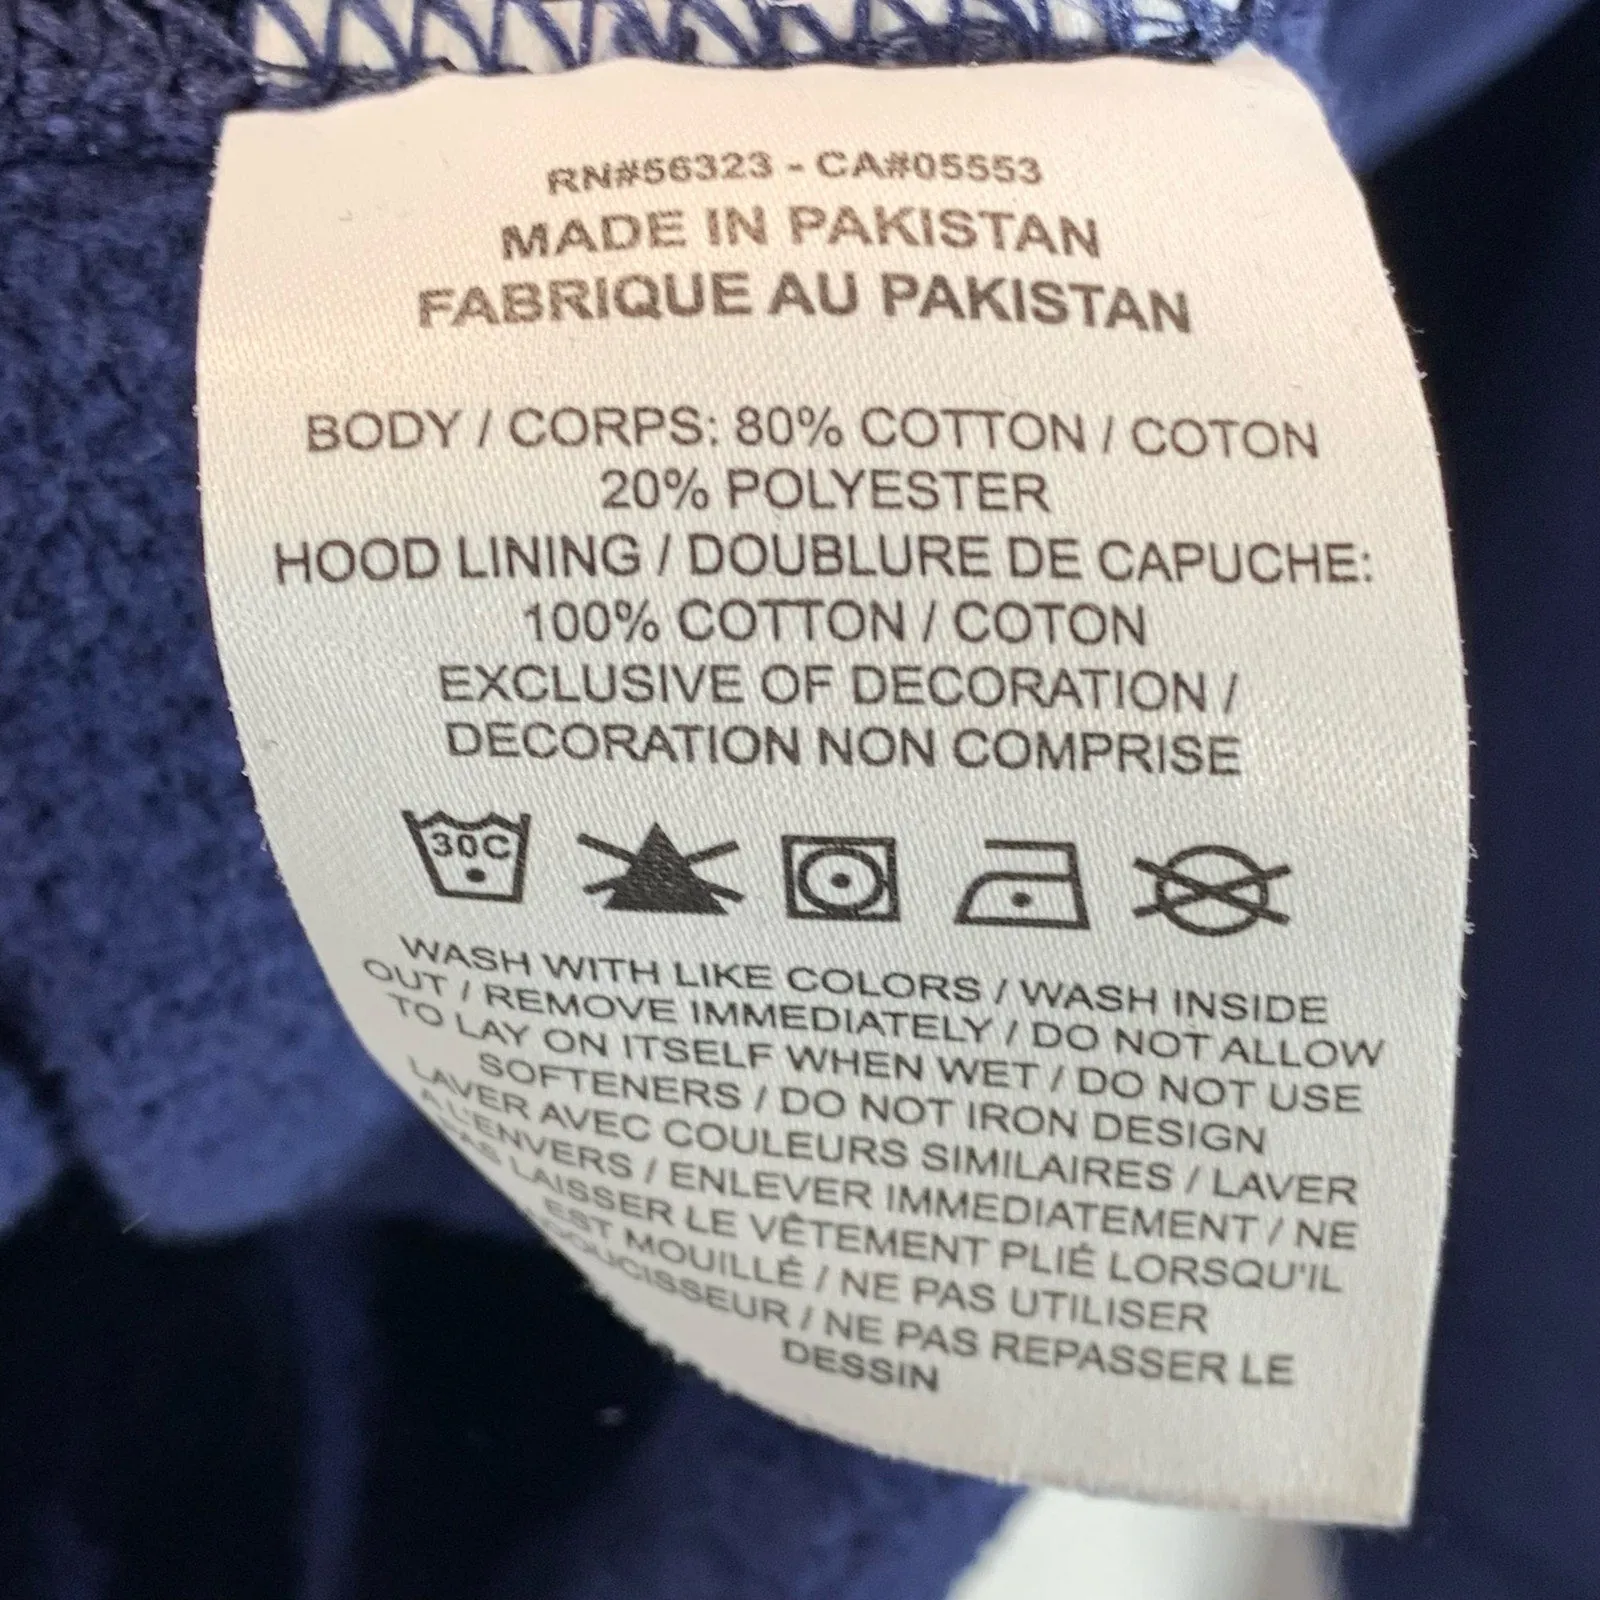 RN#56323 - CA#05553
MADE IN PAKISTAN
FABRIQUE AU PAKISTAN
BODY / CORPS: 80% COTTON / COTON
20% POLYESTER
HOOD LINING / DOUBLURE DE CAPUCHE:
100% COTTON / COTON
EXCLUSIVE OF DECORATION /
DECORATION NON COMPRISE
30C
WASH WITH LIKE COLORS / WASH INSIDE
OUT / REMOVE IMMEDIATELY / DO NOT ALLOW
TO LAY ON ITSELF WHEN WET / DO NOT USE
SOFTENERS / DO NOT IRON DESIGN
LAVER AVEC COULEURS SIMILAIRES / LAVER
A L'ENVERS / ENLEVER IMMEDIATEMENT / NE
PAS LAISSER LE VÊTEMENT PLIÉ LORSQU'IL
EST MOUILLÉ / NE PAS UTILISER
ADOUCISSEUR / NE PAS REPASSER LE
DESSIN